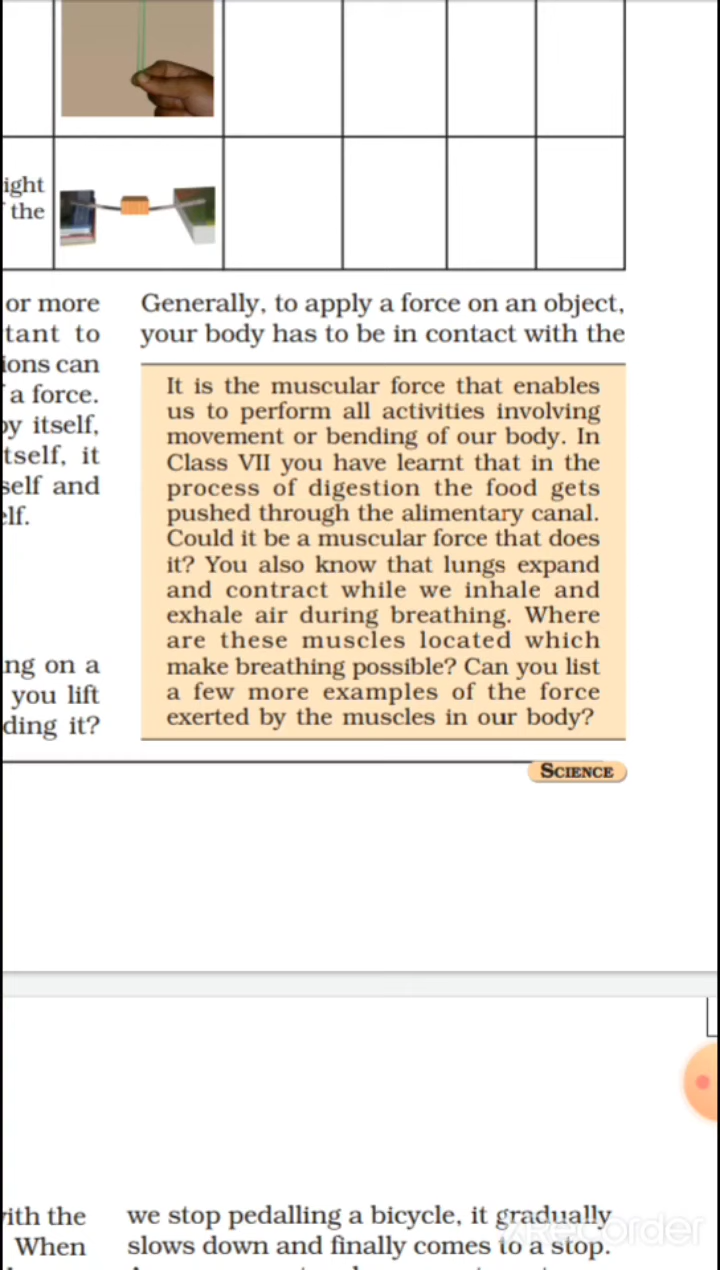 ight
the
or more
tant to
ions can
a force.
by itself,
tself, it
self and
elf.
ng on a
you lift
ding it?
Generally, to apply a force on an object,
your body has to be in contact with the
It is the muscular force that enables
us to perform all activities involving
movement or bending of our body. In
Class VII you have learnt that in the
process of digestion the food gets
pushed through the alimentary canal.
Could it be a muscular force that does
it? You also know that lungs expand
and contract while we inhale and
exhale air during breathing. Where
are these muscles located which
make breathing possible? Can you list
a few more examples of the force
exerted by the muscles in our body?
SCIENCE
ith the
When
we stop pedalling a bicycle, it gradually
slows down and finally comes to a stop.
XRecorder